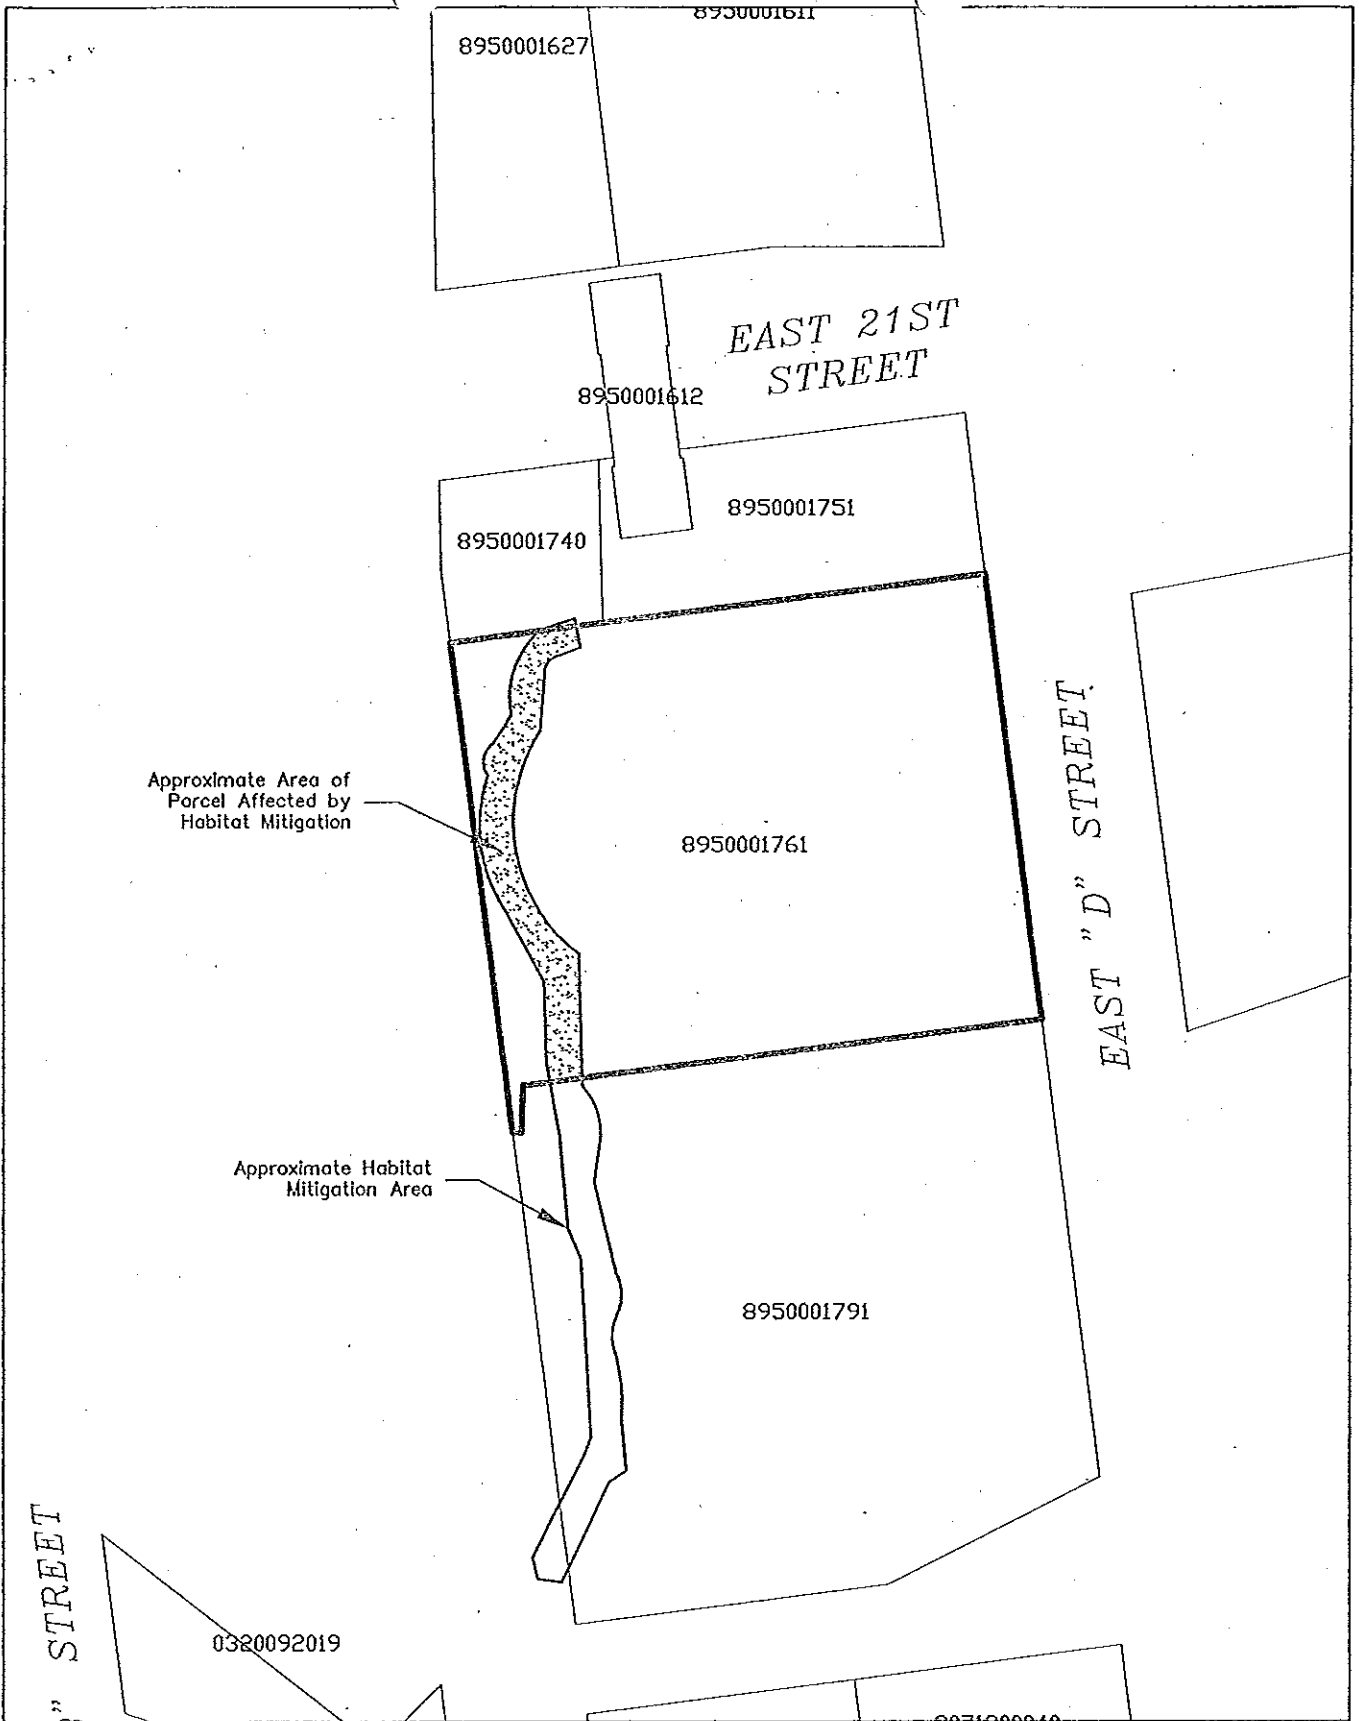 8950001611
8950001627
EAST 21ST
STREET
8950001612
8950001751
8950001740
EAST "D" STREET
Approximate Area of
Parcel Affected by
Habitat Mitigation
8950001761
Approximate Habitat
Mitigation Area
8950001791
" STREET
0320092019